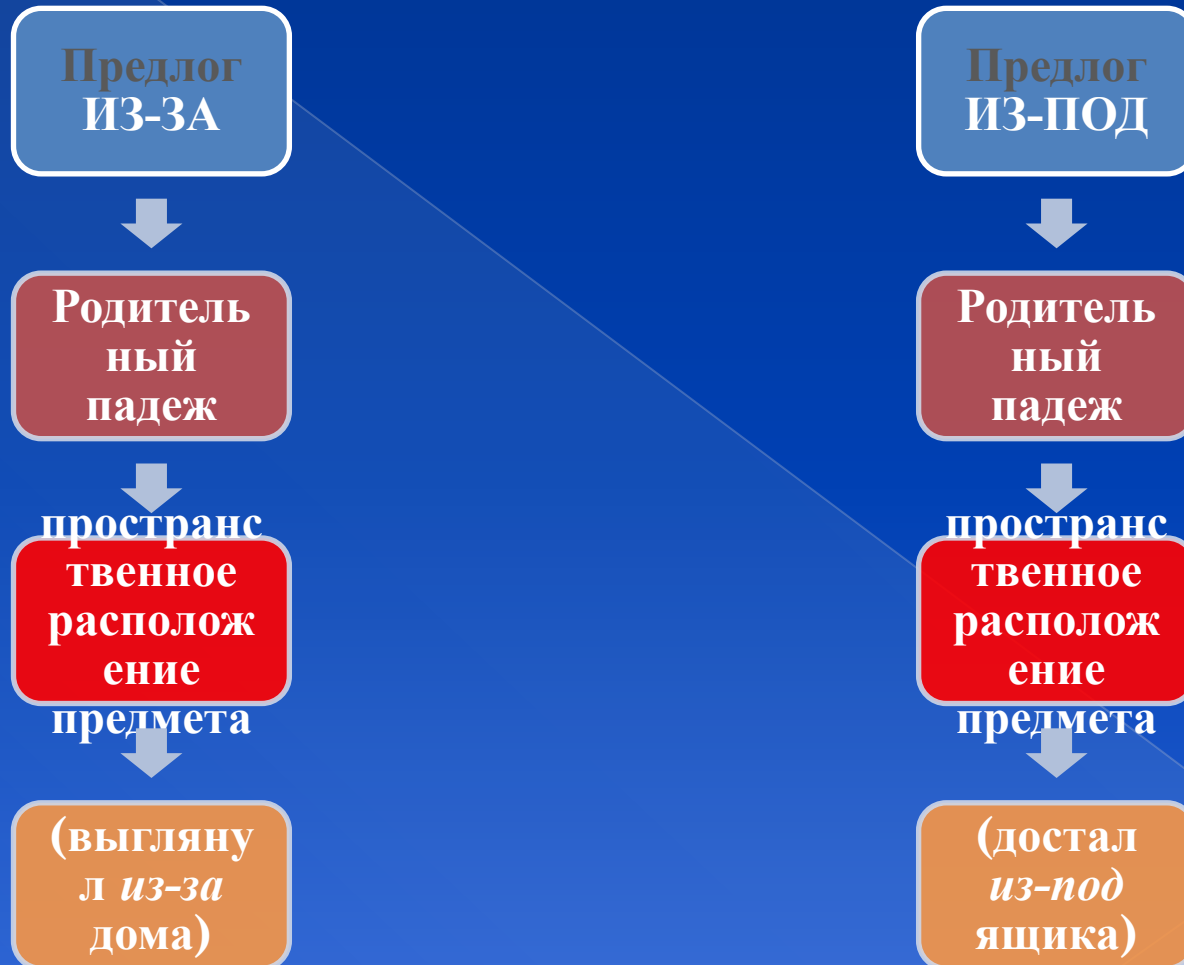 Предлог
ИЗ-ЗА
Родитель
ный
падеж
пространс
твенное
располож
ение
предмета
(выгляну
л из-за
дома)
Предлог
ИЗ-ПОД
Родитель
ный
падеж
пространс
твенное
располож
ение
предмета
(достал
из-под
ящика)